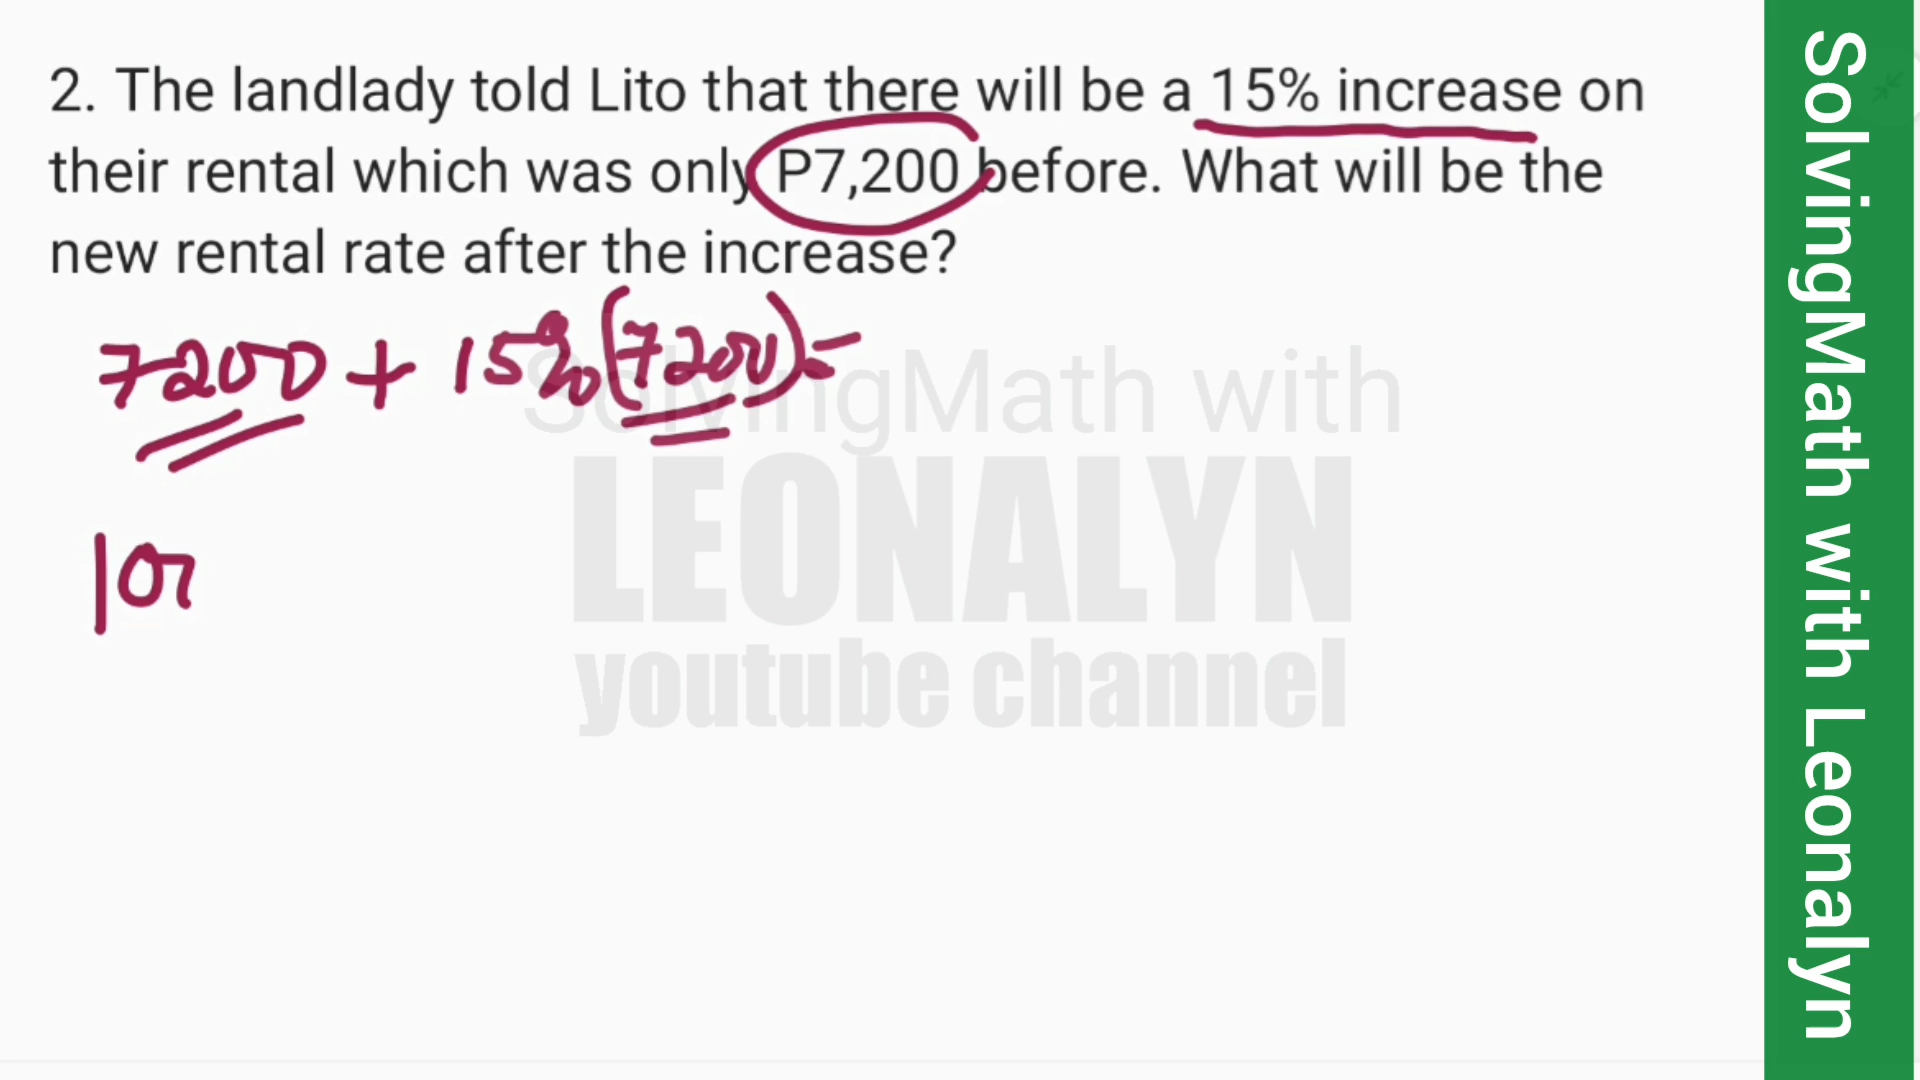 2. The landlady told Lito that there will be a 15% increase on
their rental which was only P7,200 before. What will be the
new rental rate after the increase?
7200 + 15%(7200)=
SolvingMath with
LEONALYN
youtube channel
SolvingMath with Leonalyn